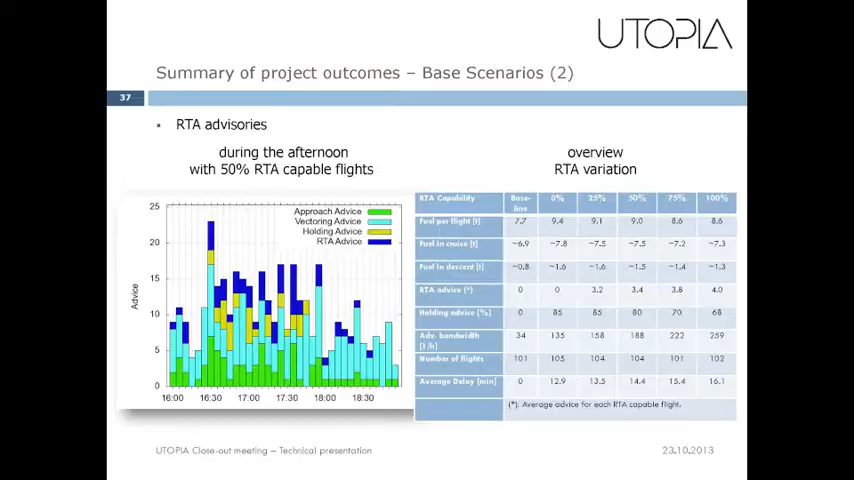 UTOPIA
Summary of project outcomes – Base Scenarios (2)
37
▪ RTA advisories
during the afternoon
with 50% RTA capable flights
overview
RTA variation
25
20
15
10
5
0
Advice
Approach Advice
Vectoring Advice
Holding Advice
RTA Advice
16:00 16:30 17:00 17:30 18:00 18:30
RTA Capability Base-line 0% 25% 50% 75% 100%
Fuel per flight [t] 7.7 9.4 9.1 9.0 8.6 8.6
Fuel in cruise [t] ~6.9 ~7.8 ~7.5 ~7.5 ~7.2 ~7.3
Fuel in descent [t] ~0.8 ~1.6 ~1.6 ~1.5 ~1.4 ~1.3
RTA advice (*) 0 0 3.2 3.4 3.8 4.0
Holding advice [%] 0 85 85 80 70 68
Adv. bandwidth [1/h] 34 135 158 188 222 259
Number of flights 101 105 104 104 101 102
Average Delay [min] 0 12.9 13.5 14.4 15.4 16.1
(*): Average advice for each RTA capable flight.
UTOPIA Close-out meeting – Technical presentation
23.10.2013